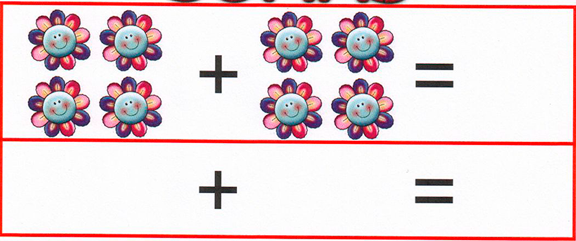 + =
+ =